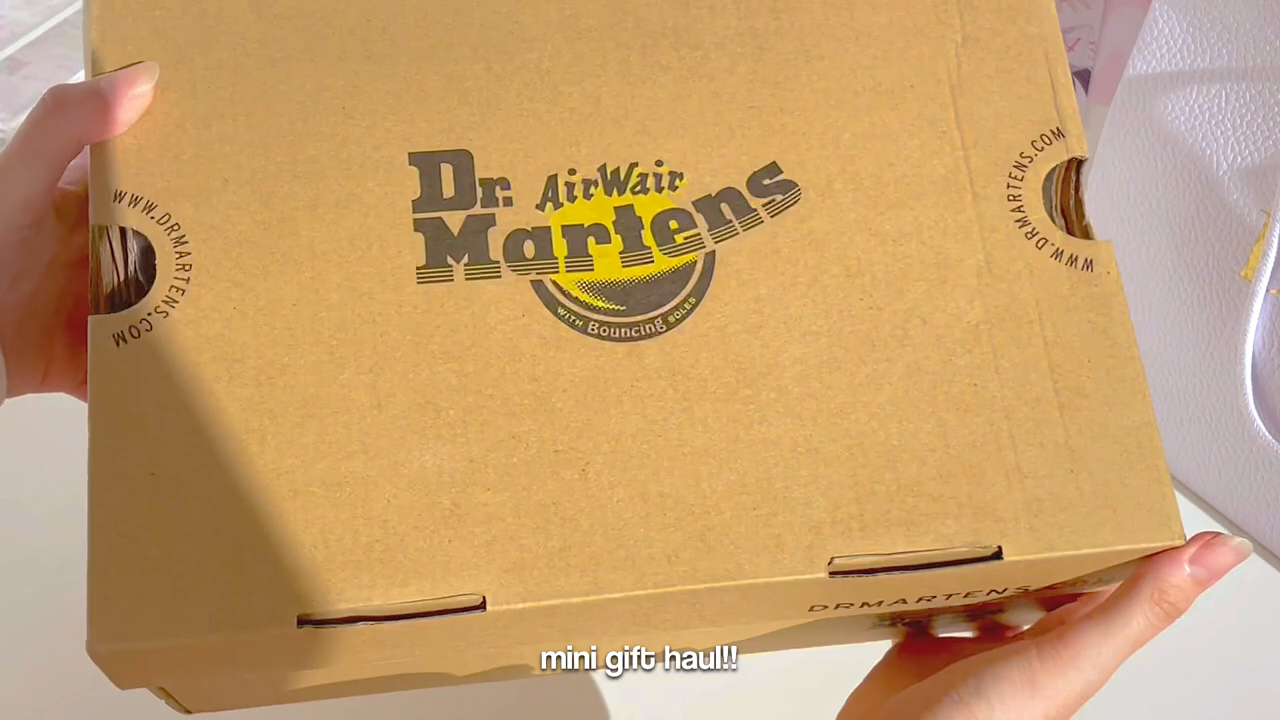 Dr. AirWair
Martens
WITH Bouncing SOLES
WWW.DRMARTENS.COM
WWW.DRMARTENS.COM
DRMARTENS.COM
mini gift haul!!